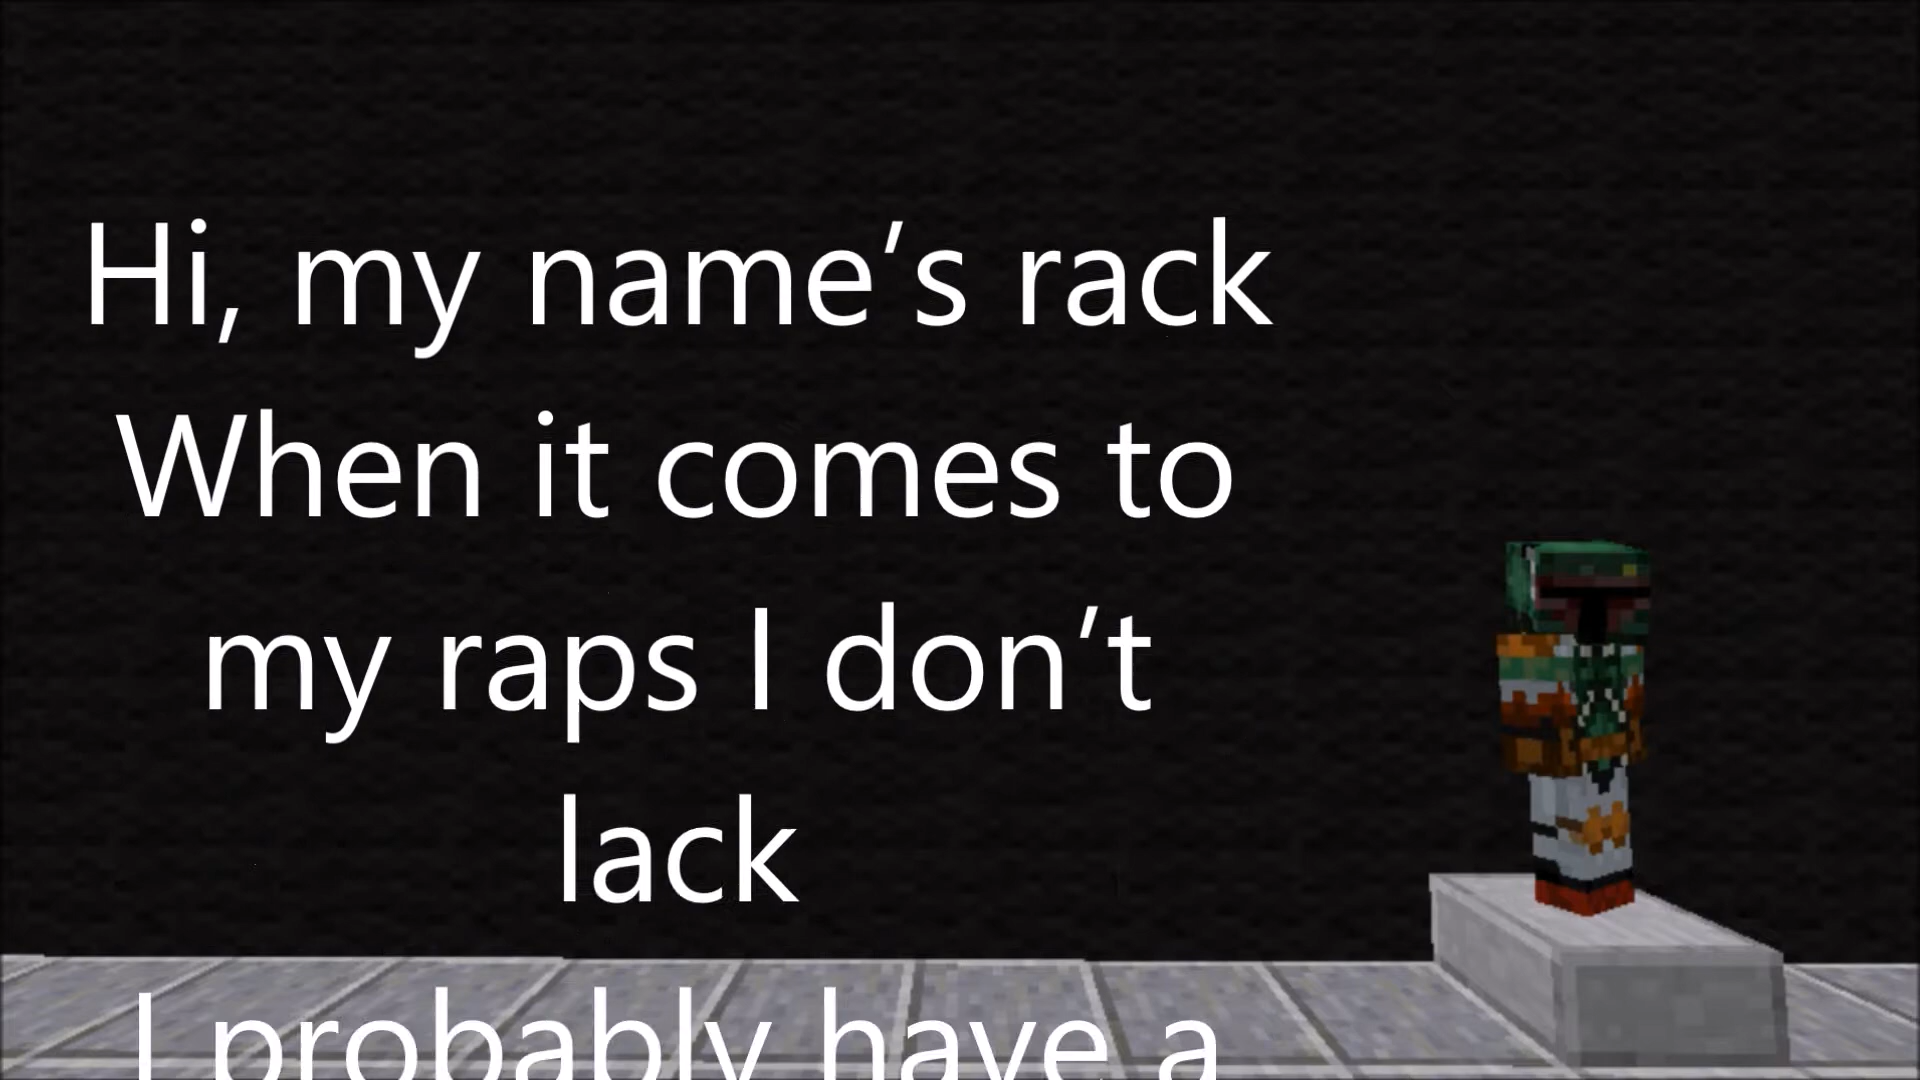 Hi, my name’s rack
When it comes to
my raps I don’t
lack
I probably have a